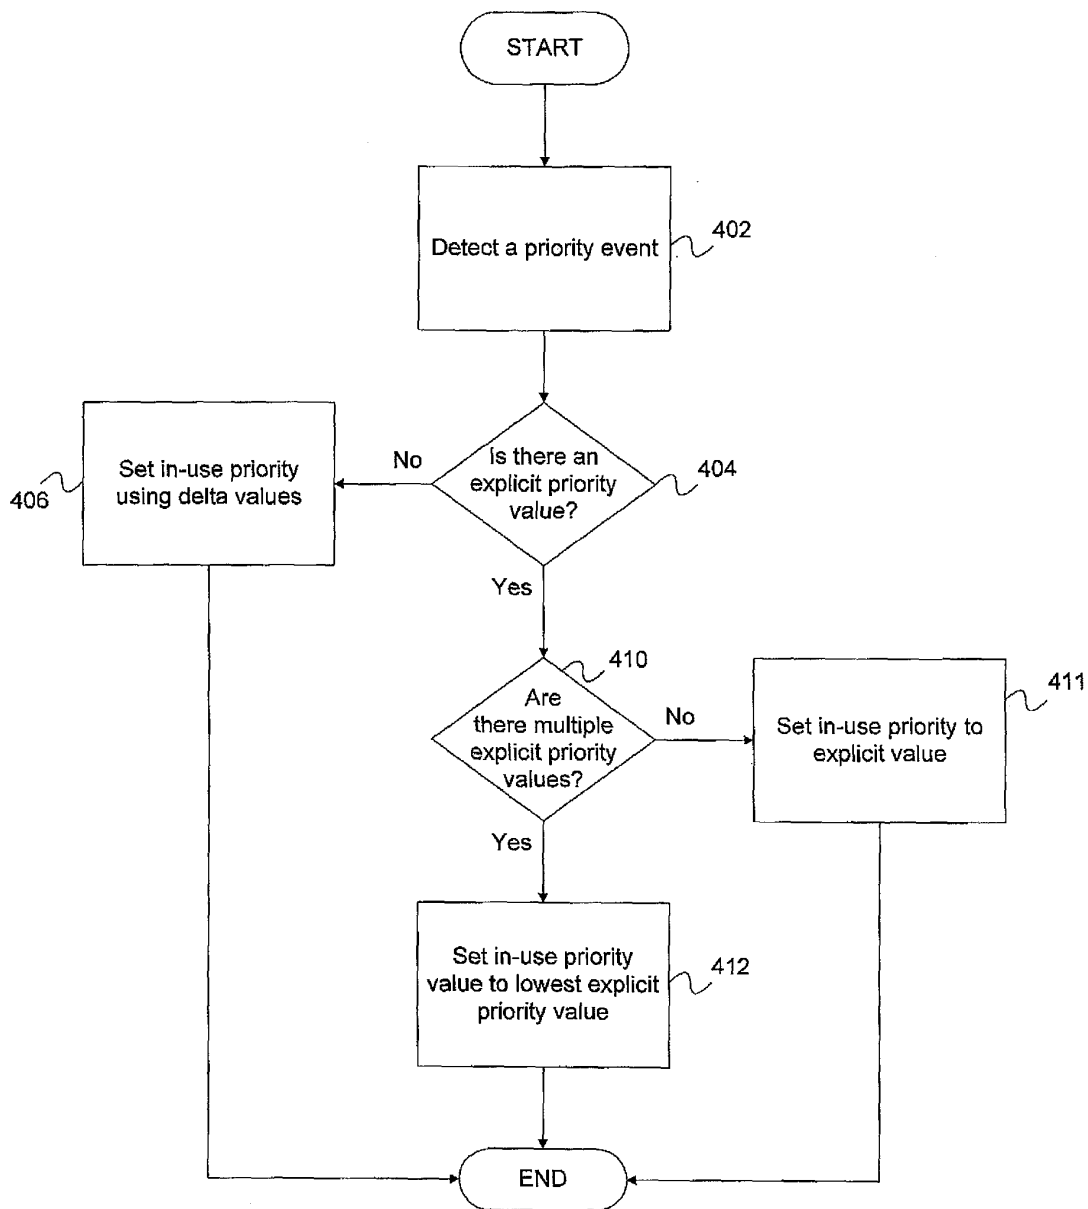 START
Detect a priority event
402
Is there an
explicit priority
value?
404
No
Set in-use priority
using delta values
406
Yes
410
Are
there multiple
explicit priority
values?
No
Set in-use priority to
explicit value
411
Yes
Set in-use priority
value to lowest explicit
priority value
412
END